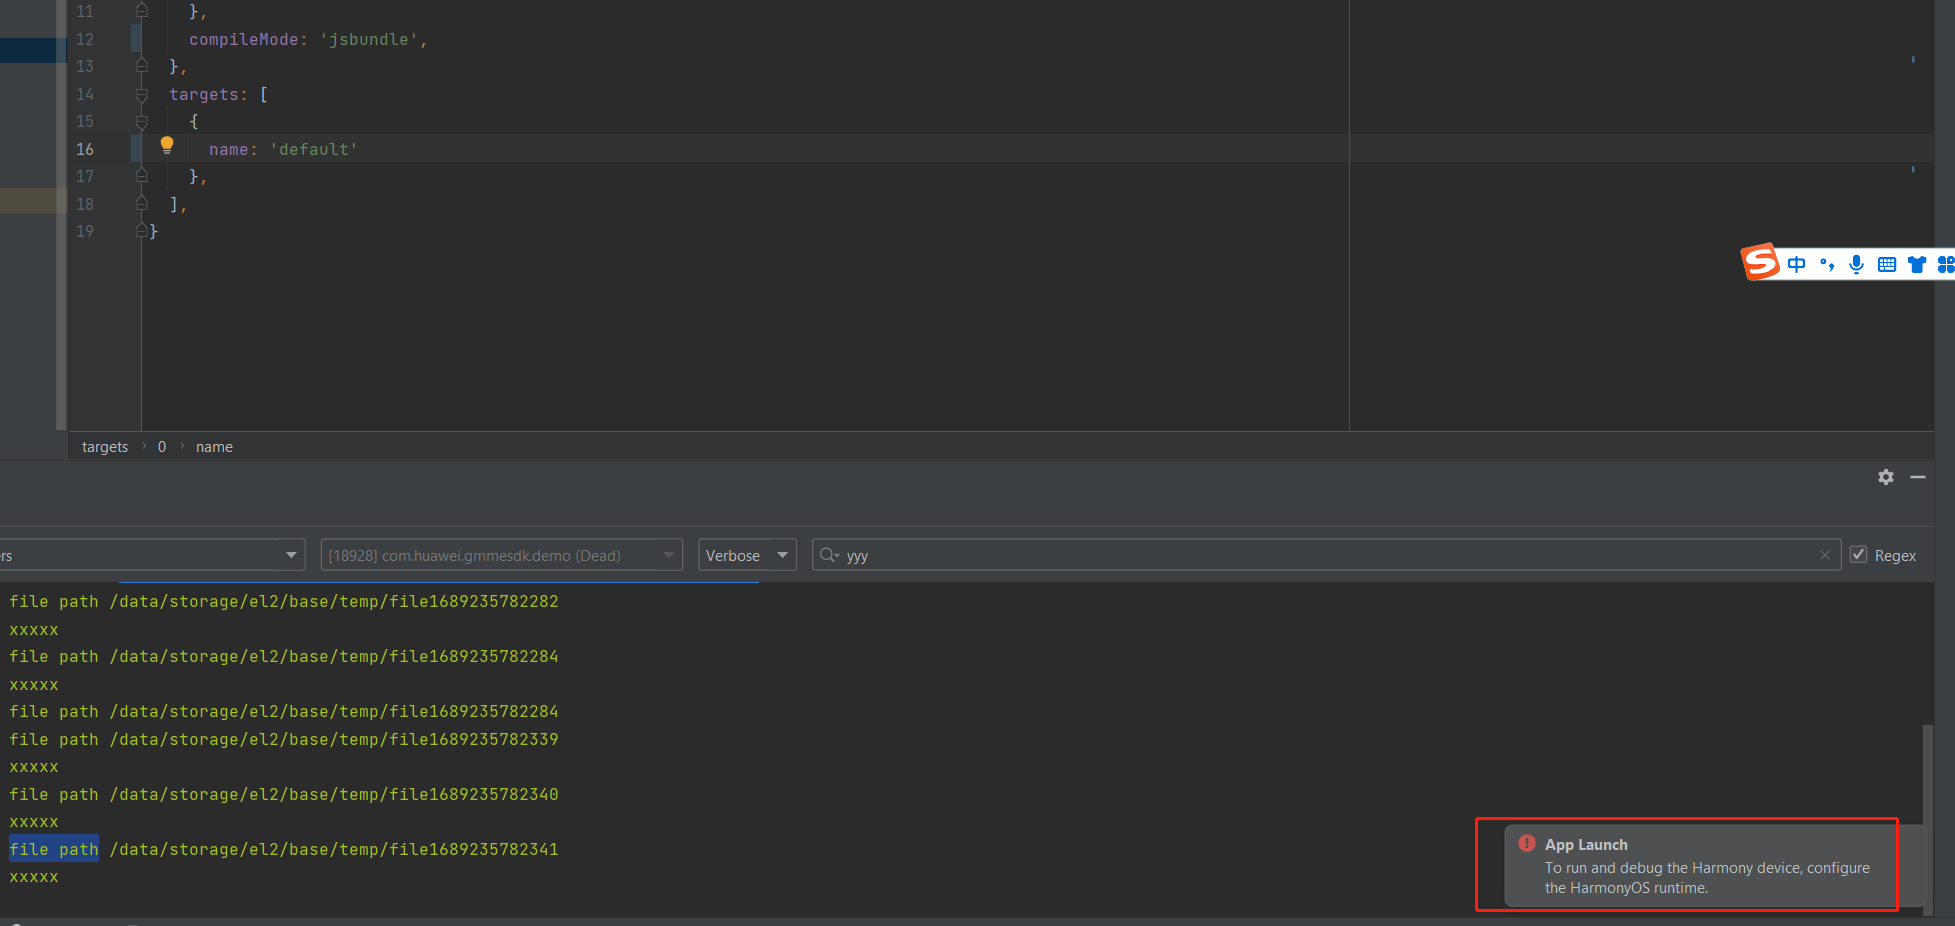 11 },
12 compileMode: 'jsbundle',
13 },
14 targets: [
15 {
16 name: 'default'
17 },
18 ],
19 }
S 中 °,
targets › 0 › name
rs [18928] com.huawei.gmmesdk.demo (Dead) Verbose yyy × Regex
file path /data/storage/el2/base/temp/file1689235782282
xxxxx
file path /data/storage/el2/base/temp/file1689235782284
xxxxx
file path /data/storage/el2/base/temp/file1689235782284
file path /data/storage/el2/base/temp/file1689235782339
xxxxx
file path /data/storage/el2/base/temp/file1689235782340
xxxxx
file path /data/storage/el2/base/temp/file1689235782341
xxxxx
App Launch
To run and debug the Harmony device, configure
the HarmonyOS runtime.